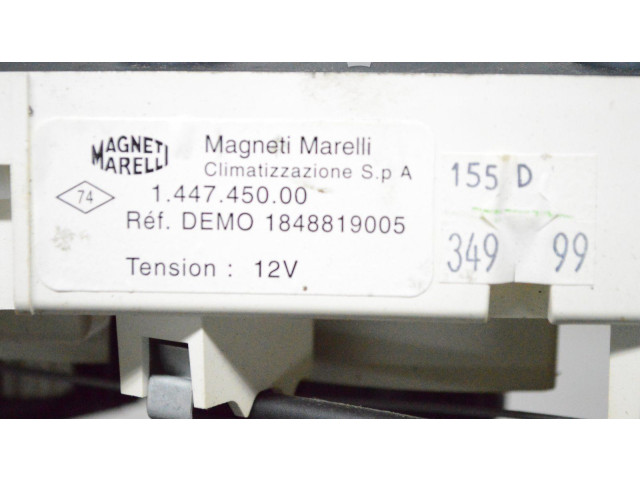 MAGNETI MARELLI
Magneti Marelli
Climatizzazione S.p A
74
1.447.450.00
Réf. DEMO 1848819005
Tension : 12V
155 D
349 99